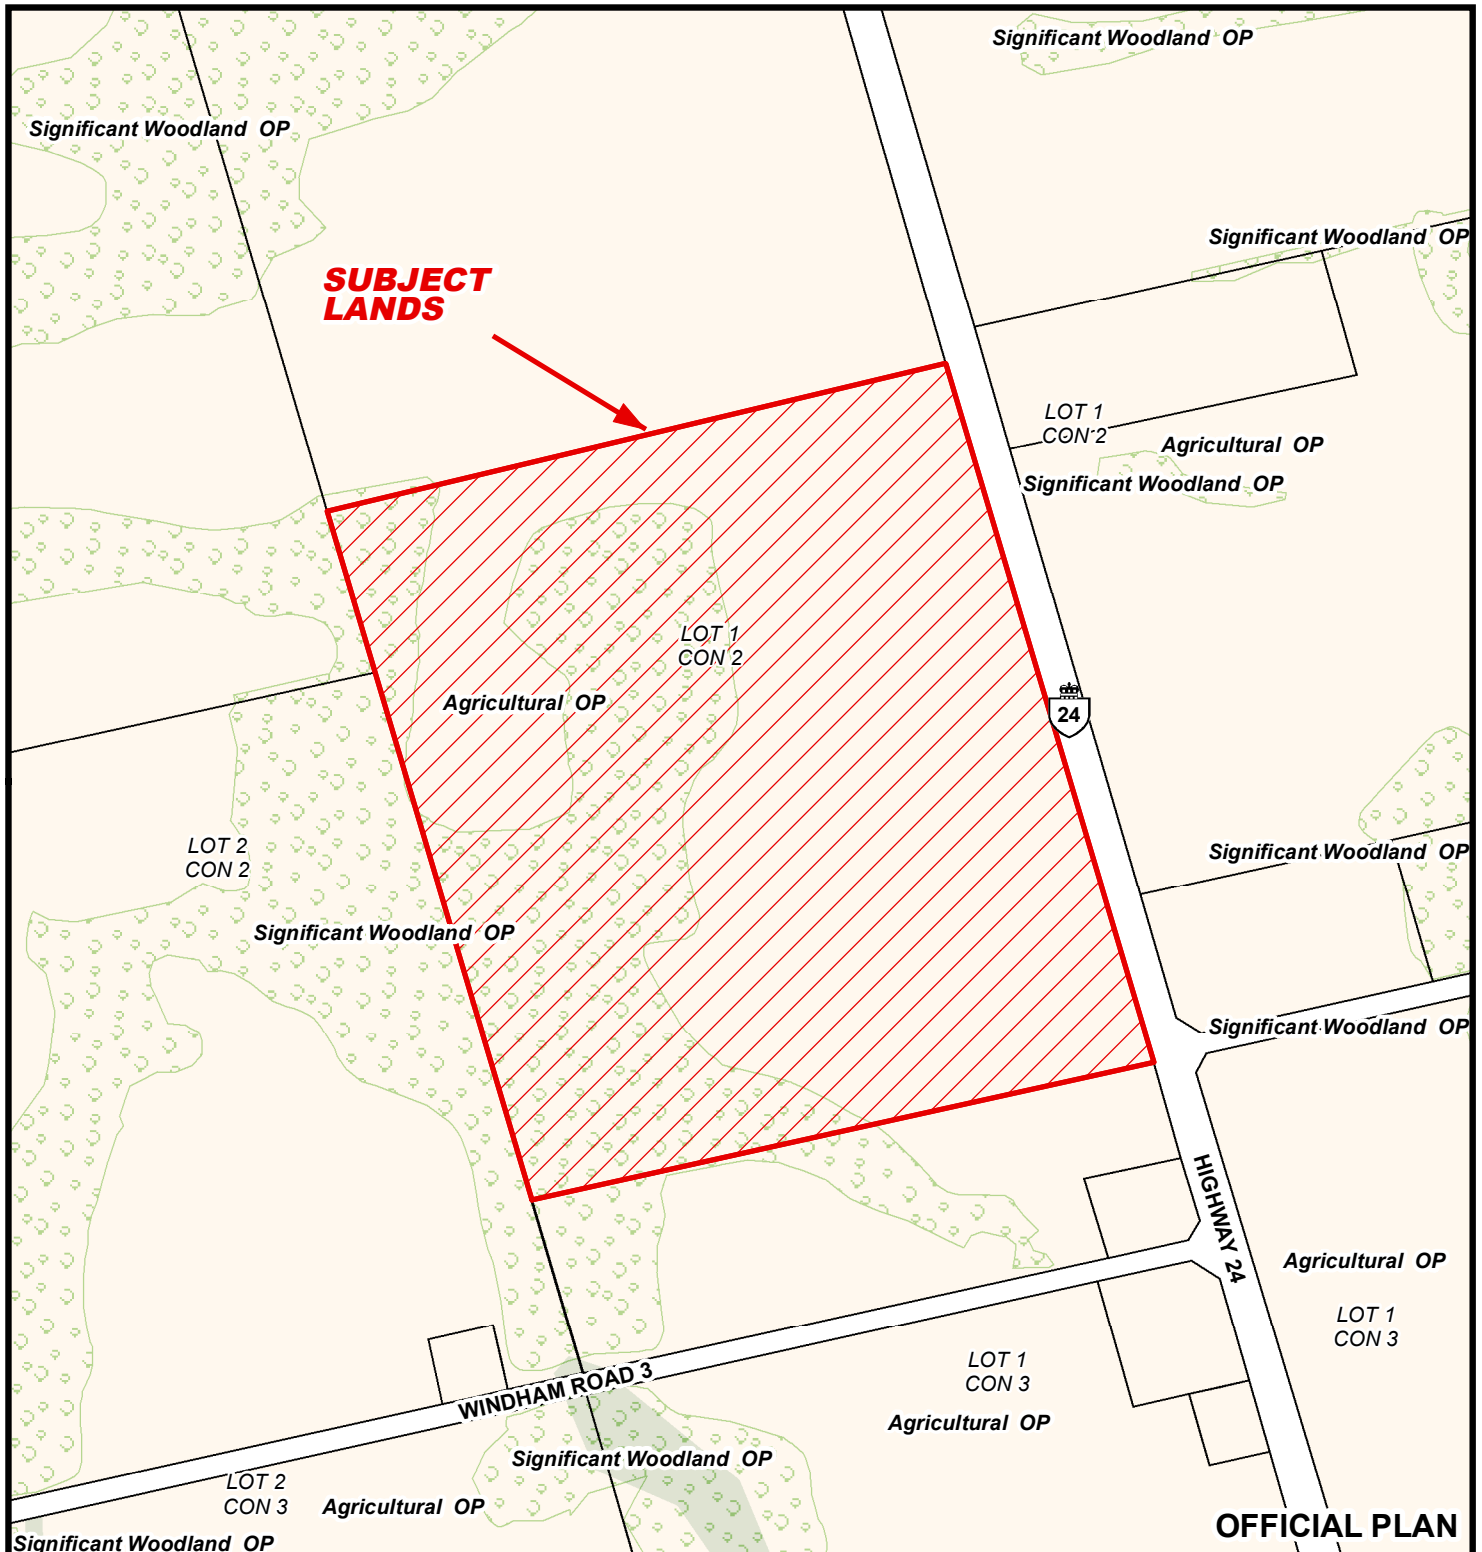 Significant Woodland OP
Significant Woodland OP
Significant Woodland OP
SUBJECT
LANDS
LOT 1
CON 2
Agricultural OP
Significant Woodland OP
LOT 1
CON 2
Agricultural OP
24
LOT 2
CON 2
Significant Woodland OP
Significant Woodland OP
Significant Woodland OP
HIGHWAY 24
Agricultural OP
LOT 1
CON 3
WINDHAM ROAD 3
LOT 1
CON 3
Agricultural OP
Significant Woodland OP
LOT 2
CON 3
Agricultural OP
Significant Woodland OP
OFFICIAL PLAN